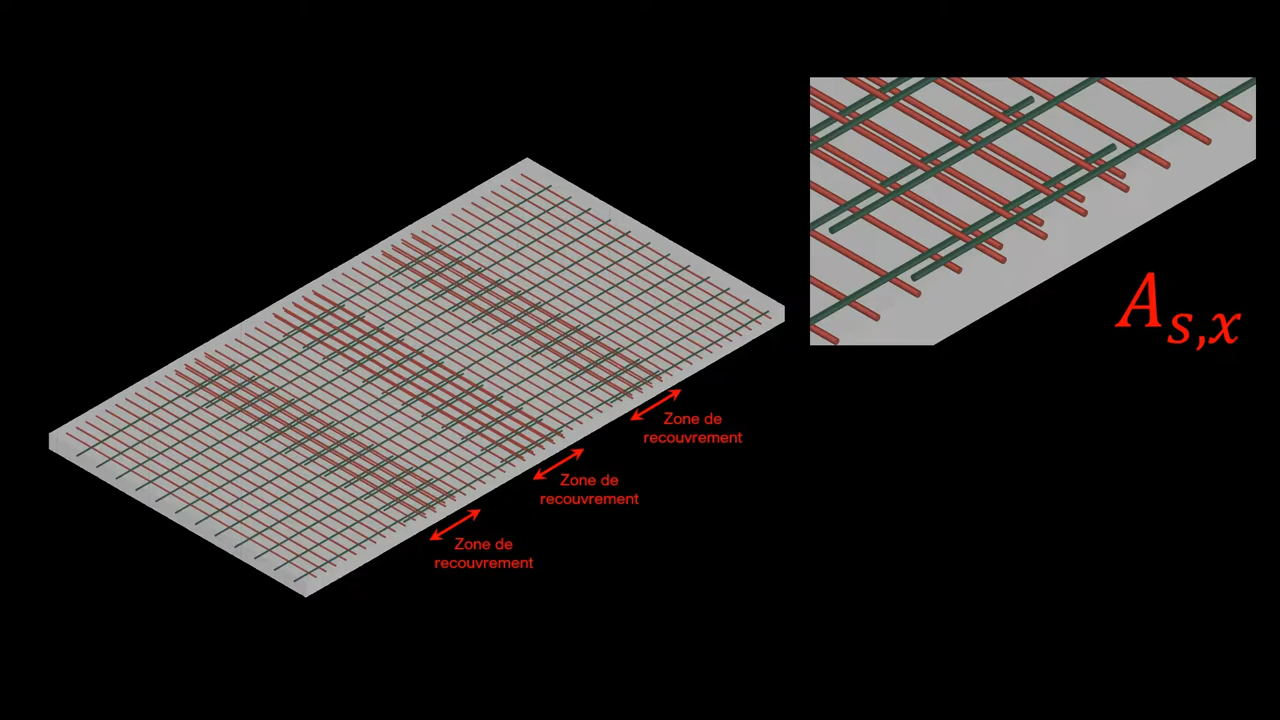 A_{s,x}
Zone de
recouvrement
Zone de
recouvrement
Zone de
recouvrement